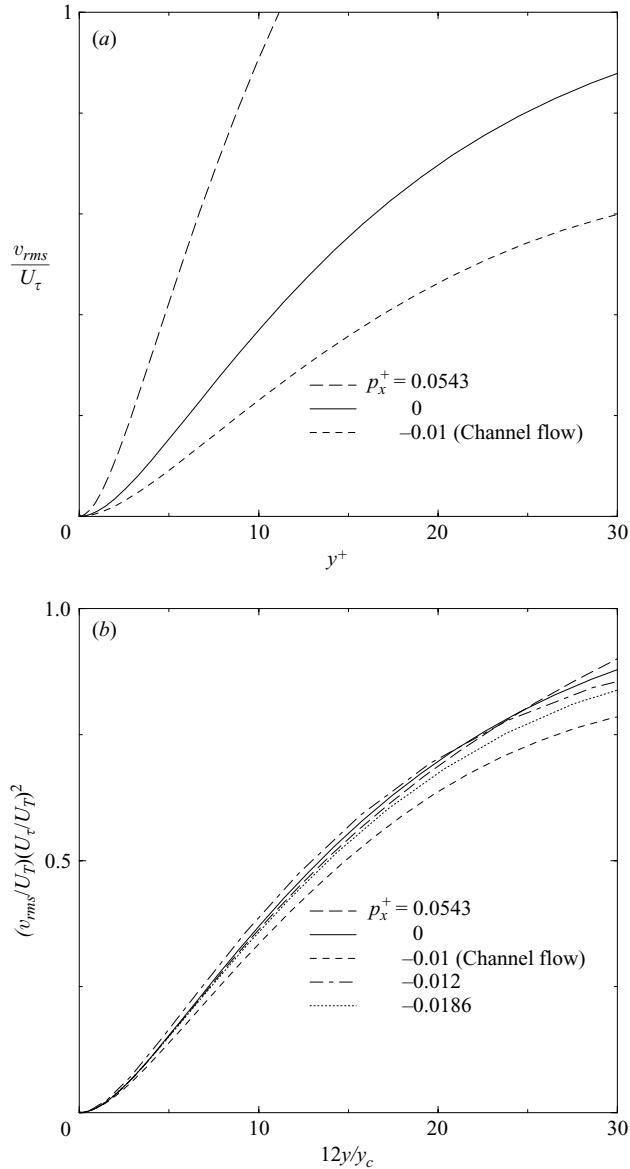 1
(a)
v_rms
U_τ
p_x^+ = 0.0543
0
–0.01 (Channel flow)
0 10 20 30
y^+
1.0
(b)
(v_rms/U_T)(U_τ/U_T)^2
0.5
p_x^+ = 0.0543
0
–0.01 (Channel flow)
–0.012
–0.0186
0 10 20 30
12y/y_c